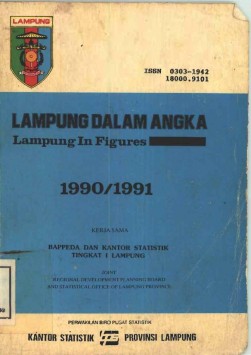 LAMPUNG
ISSN 0303-1942
18000.9101
LAMPUNG DALAM ANGKA
Lampung In Figures
1990/1991
KERJA SAMA
BAPPEDA DAN KANTOR STATISTIK
TINGKAT I LAMPUNG
JOINT
REGIONAL DEVELOPMENT PLANNING BOARD
AND STATISTICAL OFFICE OF LAMPUNG PROVINCE
PERWAKILAN BIRO PUSAT STATISTIK
KANTOR STATISTIK PROVINSI LAMPUNG